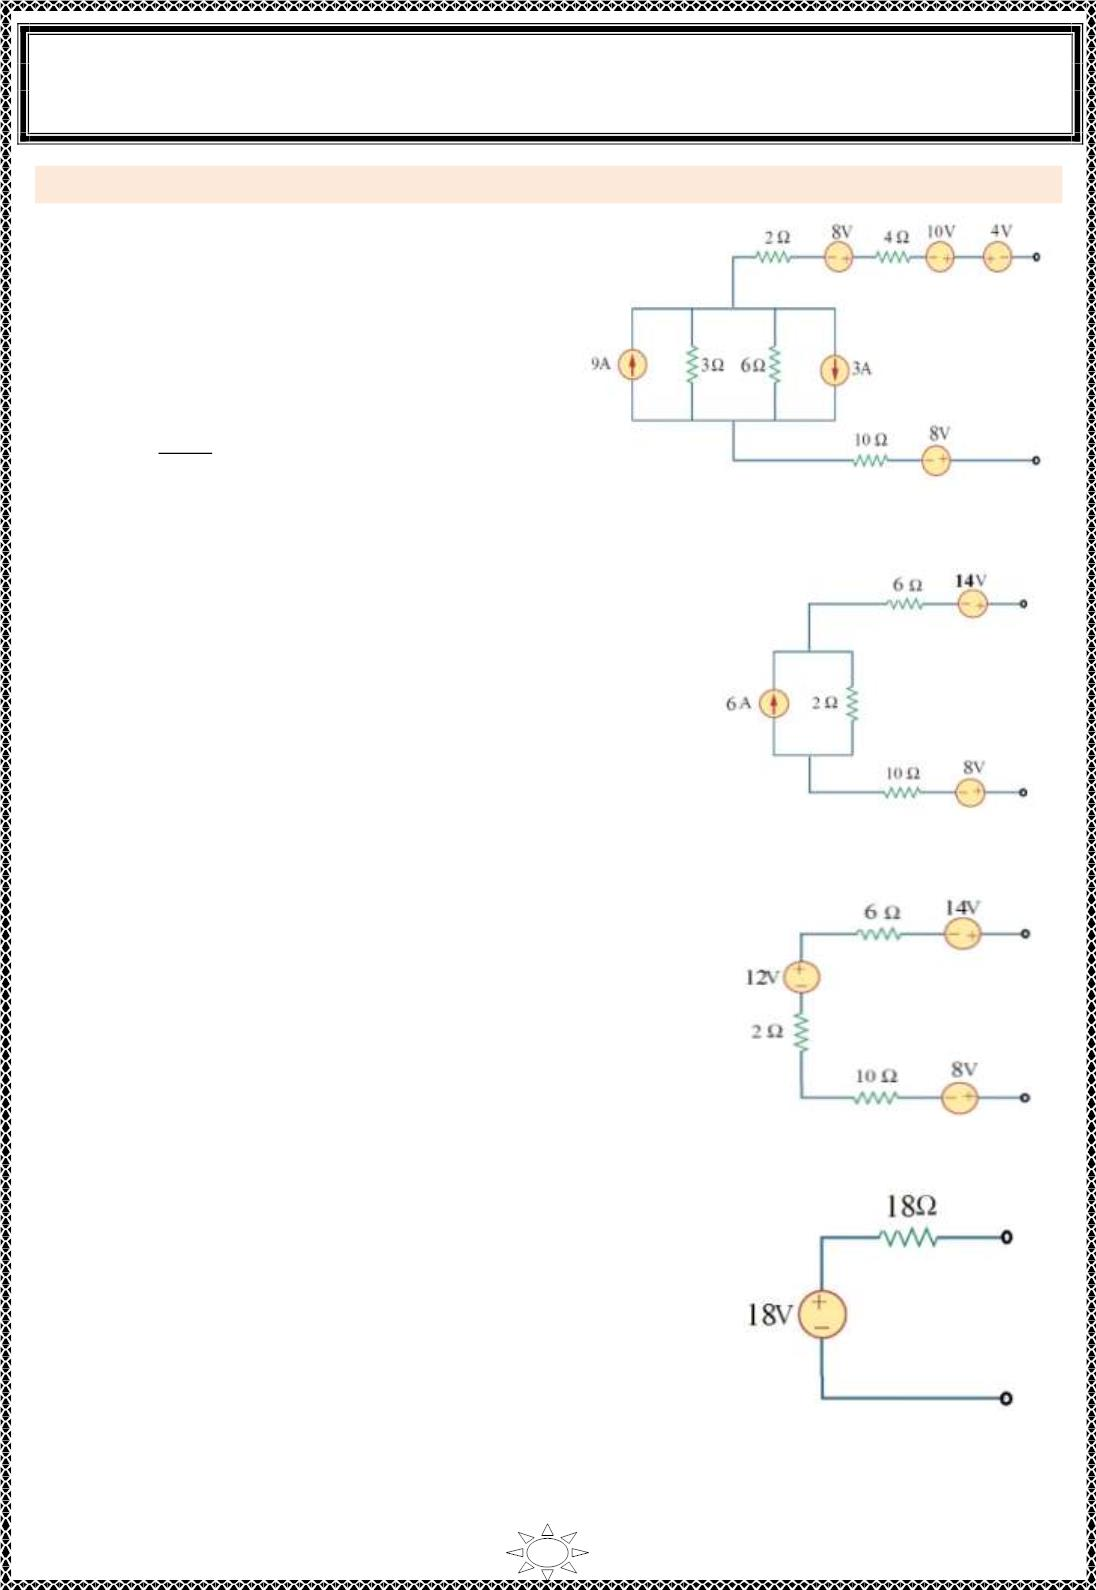 2 Ω 8V 4 Ω 10V 4V
- + - + + -
9A 3Ω 6Ω 3A
10 Ω 8V
- +
6 Ω 14V
- +
6 A 2 Ω
10 Ω 8V
- +
6 Ω 14V
- +
12V + -
2 Ω
10 Ω 8V
- +
18Ω
18V + -